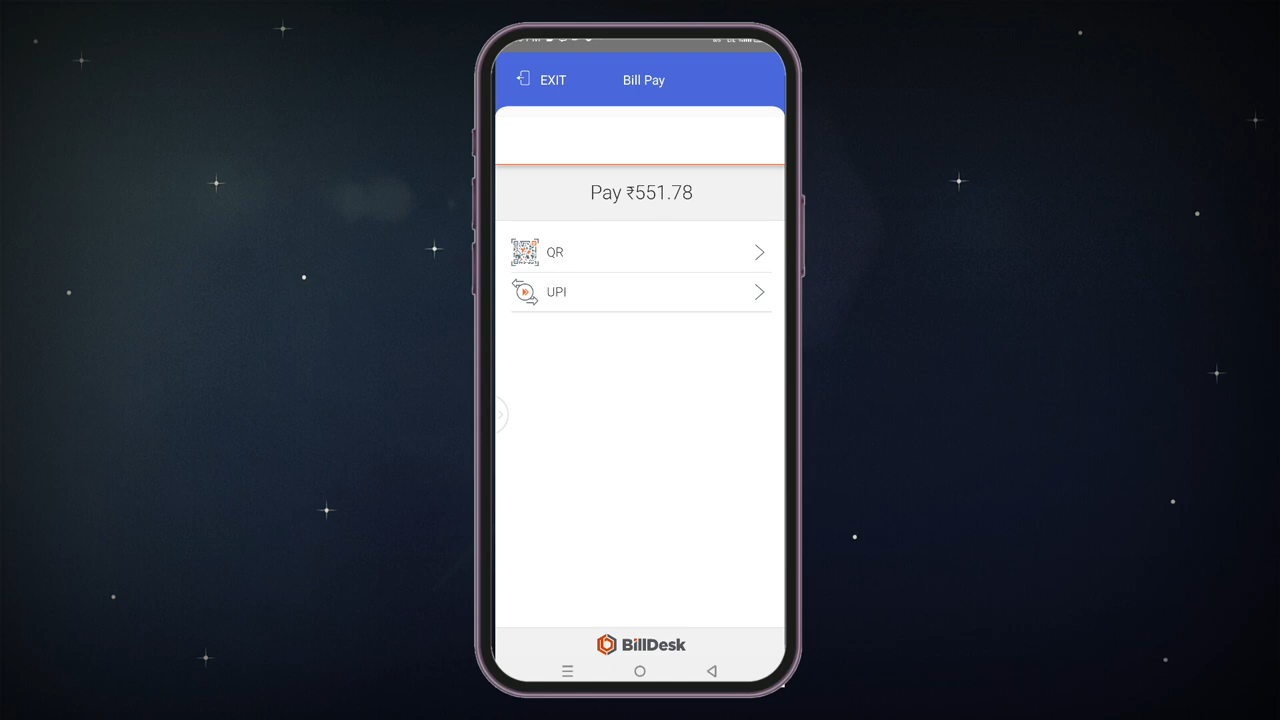 EXIT
Bill Pay
Pay ₹551.78
QR
UPI
BillDesk